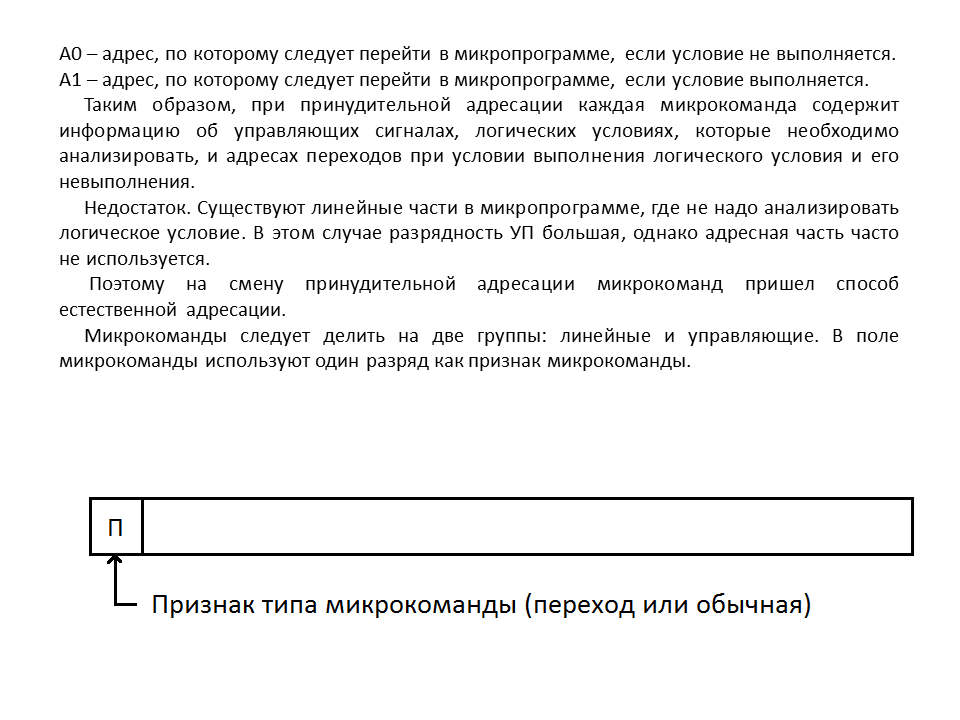 А0 – адрес, по которому следует перейти в микропрограмме, если условие не выполняется.
А1 – адрес, по которому следует перейти в микропрограмме, если условие выполняется.
Таким образом, при принудительной адресации каждая микрокоманда содержит
информацию об управляющих сигналах, логических условиях, которые необходимо
анализировать, и адресах переходов при условии выполнения логического условия и его
невыполнения.
Недостаток. Существуют линейные части в микропрограмме, где не надо анализировать
логическое условие. В этом случае разрядность УП большая, однако адресная часть часто
не используется.
Поэтому на смену принудительной адресации микрокоманд пришел способ
естественной адресации.
Микрокоманды следует делить на две группы: линейные и управляющие. В поле
микрокоманды используют один разряд как признак микрокоманды.
П
Признак типа микрокоманды (переход или обычная)